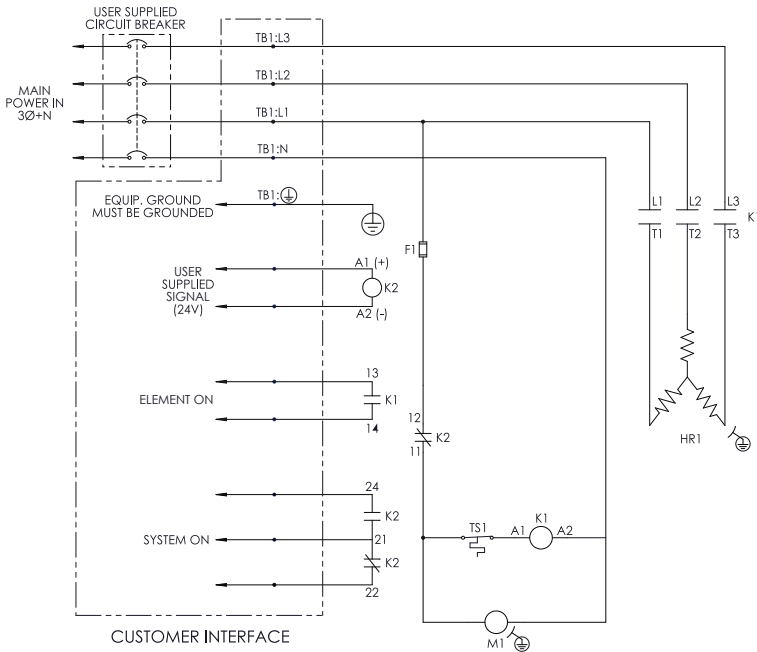 USER SUPPLIED
CIRCUIT BREAKER
TB1:L3
MAIN
POWER IN
3Ø+N
TB1:L2
TB1:L1
TB1:N
EQUIP. GROUND
MUST BE GROUNDED
TB1:
L1
L2
L3
K
T1
T2
T3
F1
USER
SUPPLIED
SIGNAL
(24V)
A1 (+)
K2
A2 (-)
ELEMENT ON
13
K1
14
12
K2
11
HR1
SYSTEM ON
24
K2
21
K2
22
TS1
A1
K1
A2
M1
CUSTOMER INTERFACE